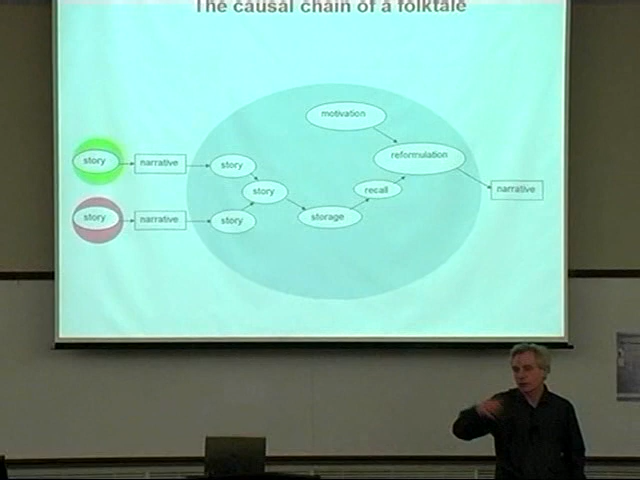 The causal chain of a folktale
motivation
reformulation
story
narrative
story
story
recall
narrative
story
narrative
story
storage